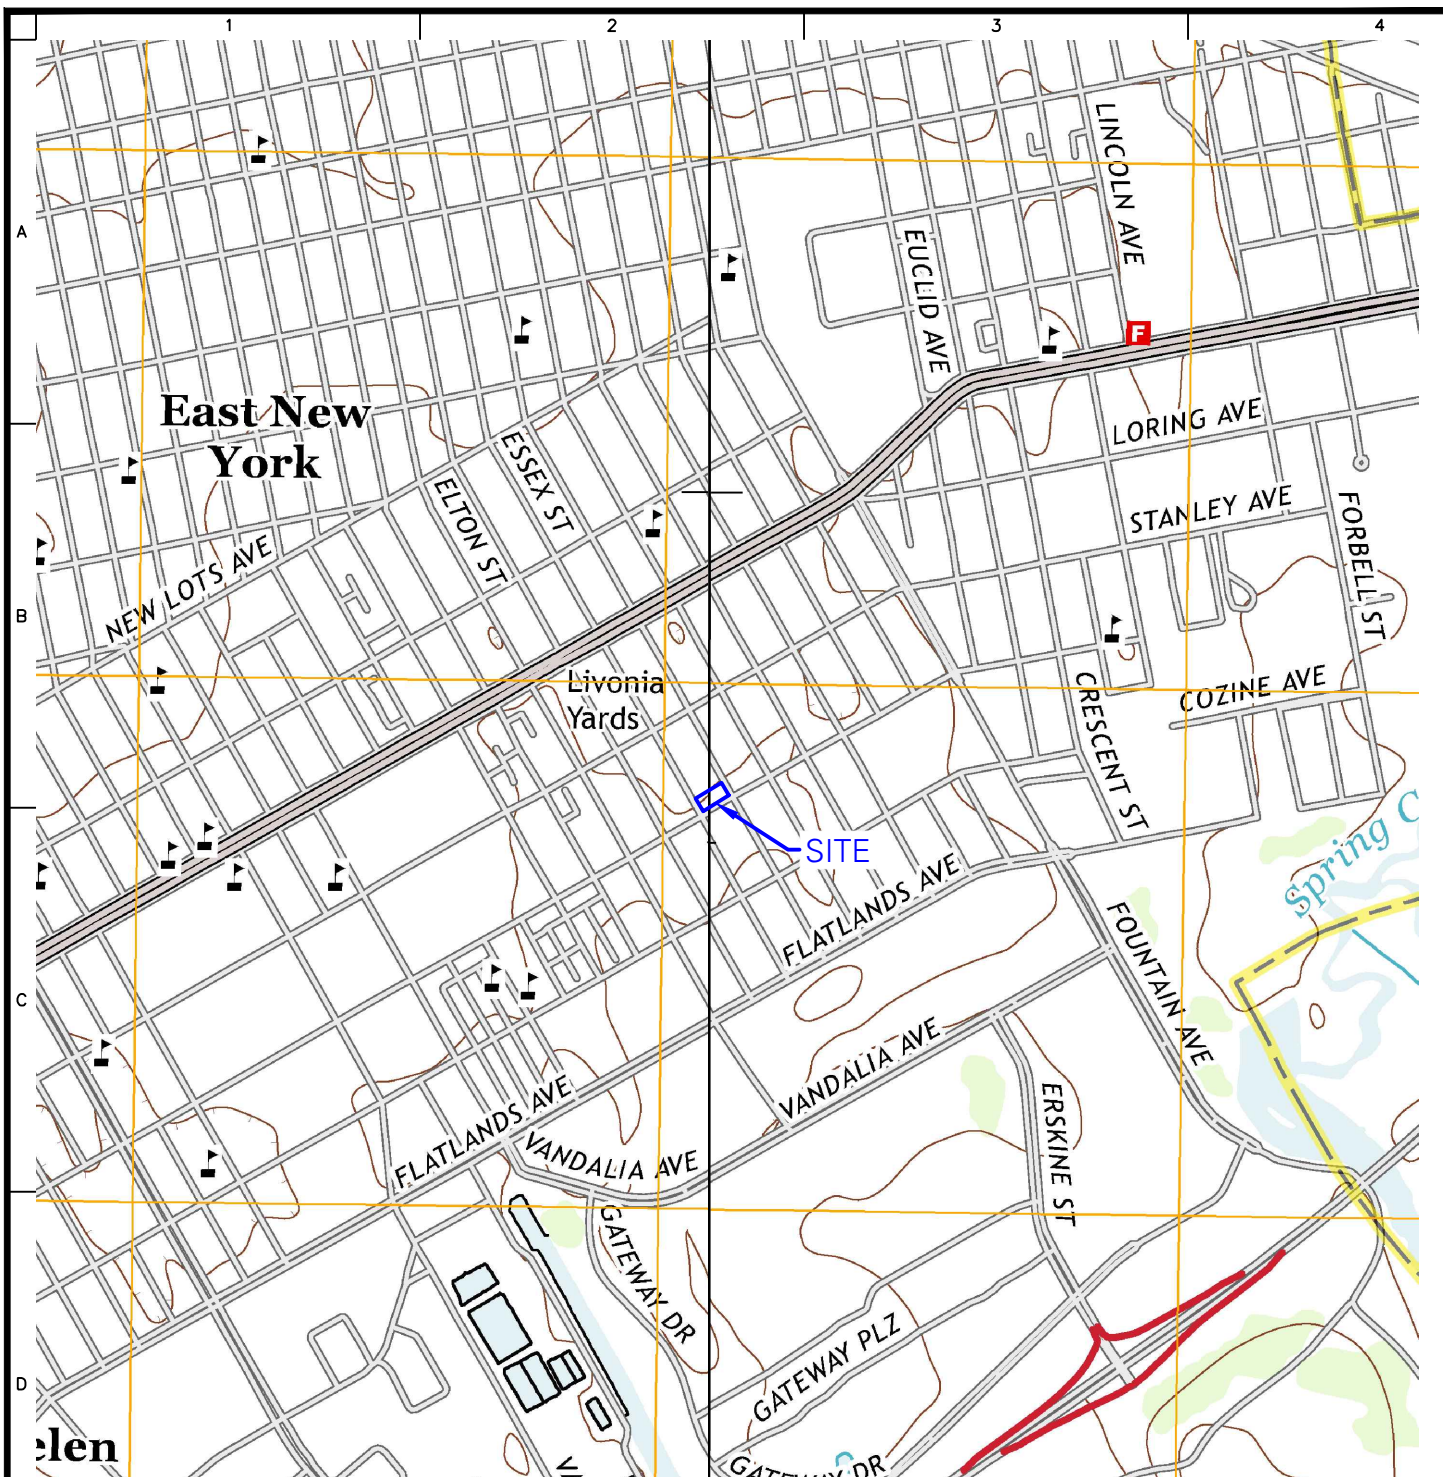 1 2 3 4
A
B
C
D
LINCOLN AVE
EUCLID AVE
F
East New
York
LORING AVE
ESSEX ST
ELTON ST
STANLEY AVE
FORBELL ST
NEW LOTS AVE
Livonia
Yards
CRESCENT ST
COZINE AVE
SITE
Spring C
FLATLANDS AVE
FOUNTAIN AVE
VANDALIA AVE
ERSKINE ST
FLATLANDS AVE
VANDALIA AVE
GATEWAY DR
GATEWAY PLZ
elen
GATEWAY DR